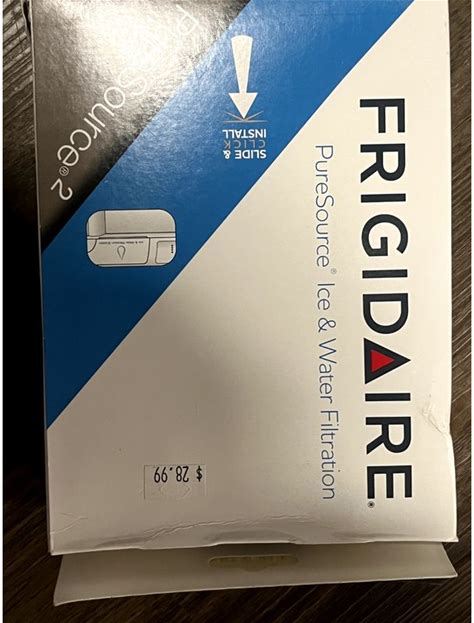 FRIGIDAIRE®
PureSource® Ice & Water Filtration
PureSource® 2
SLIDE &
CLICK
INSTALL
$ 28.99